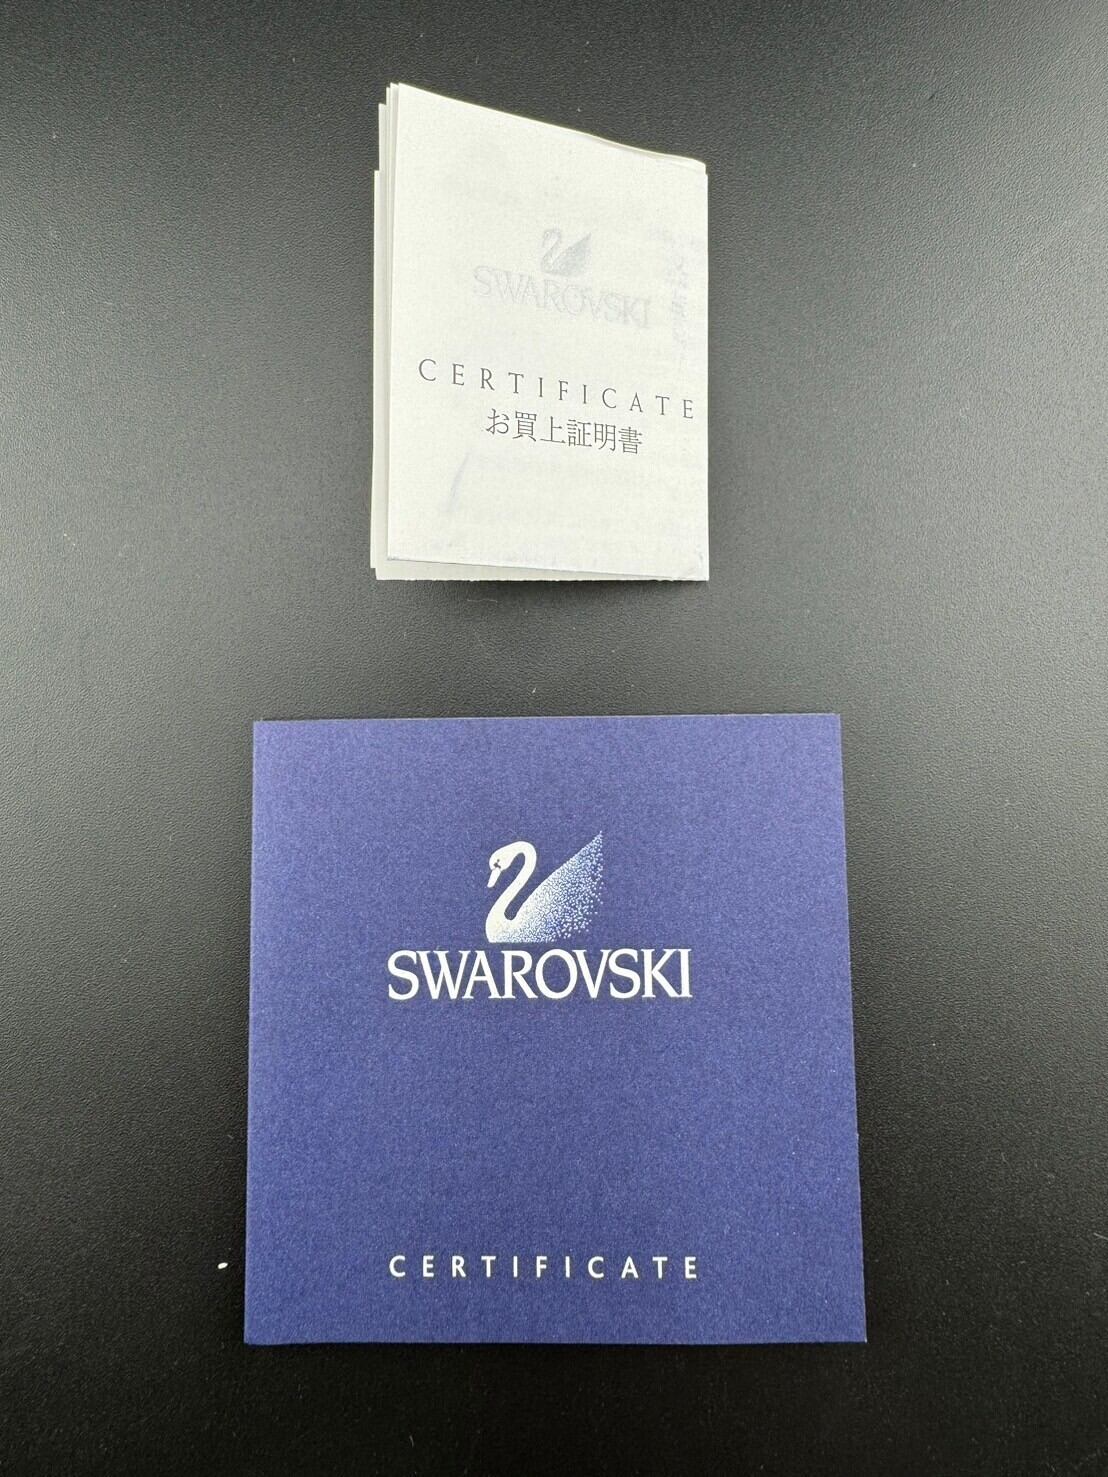 SWAROVSKI
CERTIFICATE
お買上証明書
SWAROVSKI
CERTIFICATE